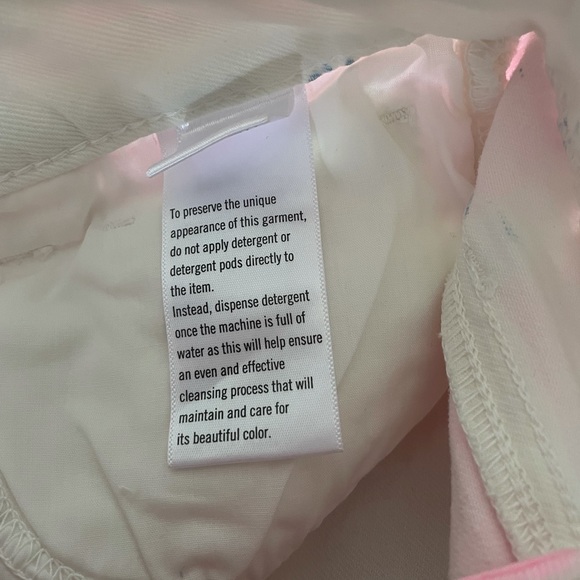 To preserve the unique
appearance of this garment,
do not apply detergent or
detergent pods directly to
the item.
Instead, dispense detergent
once the machine is full of
water as this will help ensure
an even and effective
cleansing process that will
maintain and care for
its beautiful color.